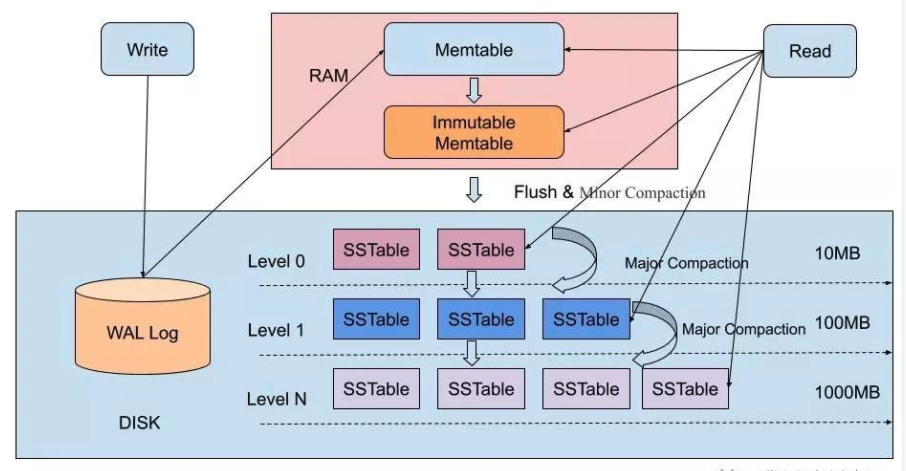 Write
Memtable
Read
RAM
Immutable
Memtable
Flush & Minor Compaction
Level 0
SSTable
SSTable
Major Compaction
10MB
WAL Log
Level 1
SSTable
SSTable
SSTable
Major Compaction
100MB
Level N
SSTable
SSTable
SSTable
SSTable
1000MB
DISK